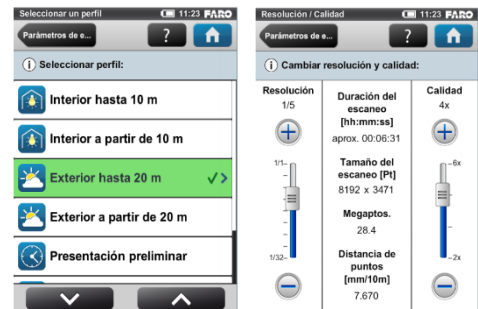 Seleccionar un perfil 11:23 FARO
Parámetros de e... ?
i Seleccionar perfil:
Interior hasta 10 m
Interior a partir de 10 m
Exterior hasta 20 m
Exterior a partir de 20 m
Presentación preliminar
Resolución / Calidad 11:23 FARO
Parámetros de e... ?
i Cambiar resolución y calidad:
Resolución
1/5
1/1
1/32
Duración del
escaneo
[hh:mm:ss]
aprox. 00:06:31
Tamaño del
escaneo [Pt]
8192 x 3471
Megaptos.
28.4
Distancia de
puntos
[mm/10m]
7.670
Calidad
4x
6x
2x